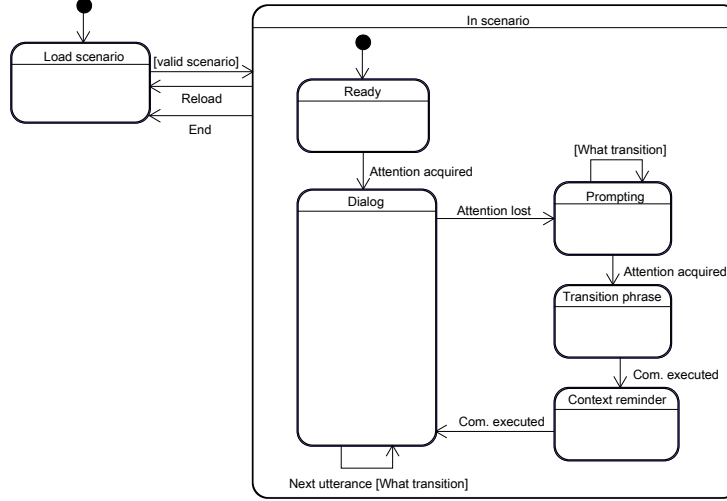 In scenario
Load scenario
[valid scenario]
Reload
End
Ready
Attention acquired
[What transition]
Dialog
Attention lost
Prompting
Attention acquired
Transition phrase
Com. executed
Context reminder
Com. executed
Next utterance [What transition]